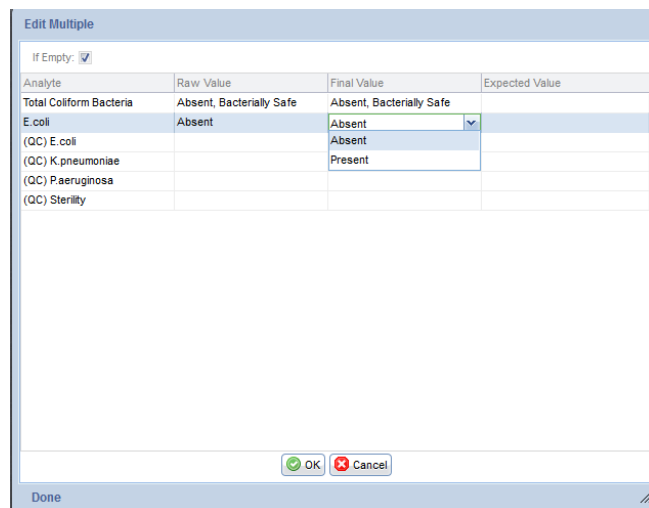 Edit Multiple
If Empty:
Analyte Raw Value Final Value Expected Value
Total Coliform Bacteria Absent, Bacterially Safe Absent, Bacterially Safe
E.coli Absent Absent
(QC) E.coli Absent
(QC) K.pneumoniae Present
(QC) P.aeruginosa
(QC) Sterility
OK Cancel
Done